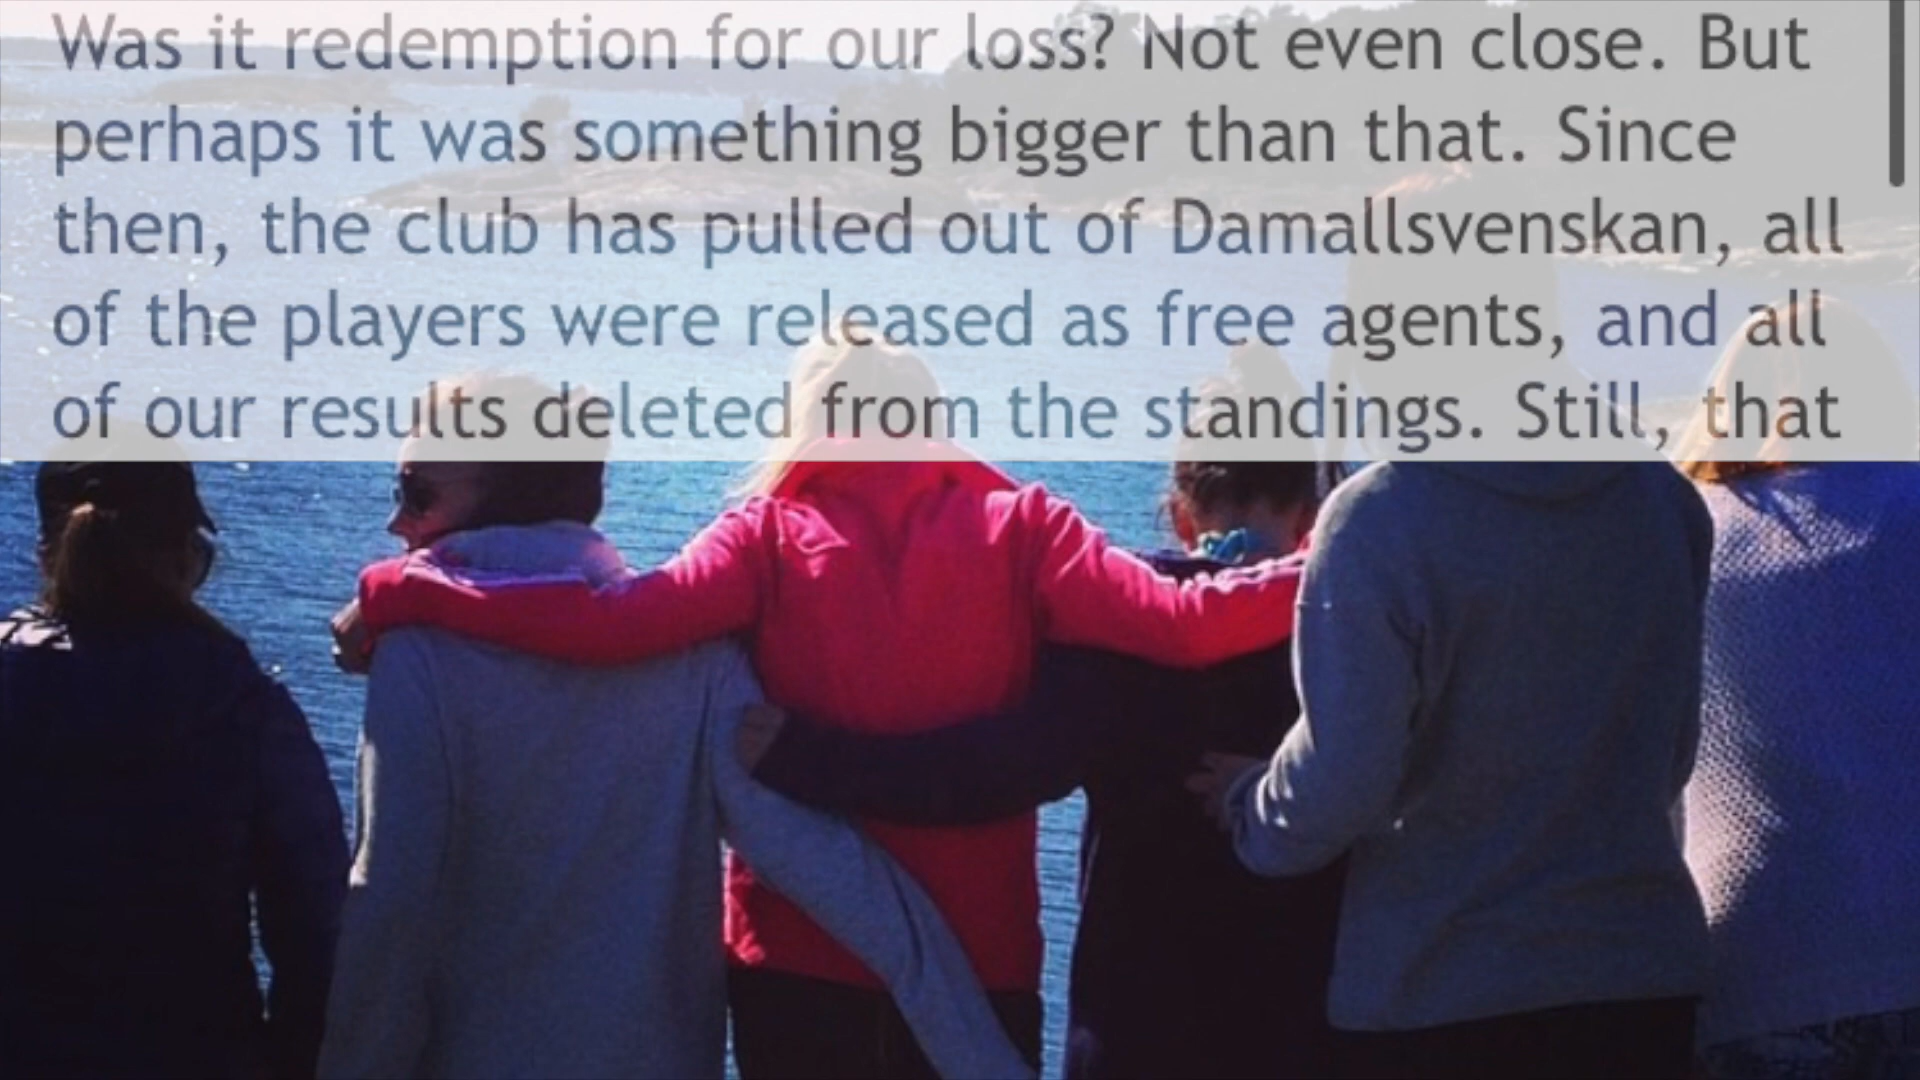 Was it redemption for our loss? Not even close. But
perhaps it was something bigger than that. Since
then, the club has pulled out of Damallsvenskan, all
of the players were released as free agents, and all
of our results deleted from the standings. Still, that